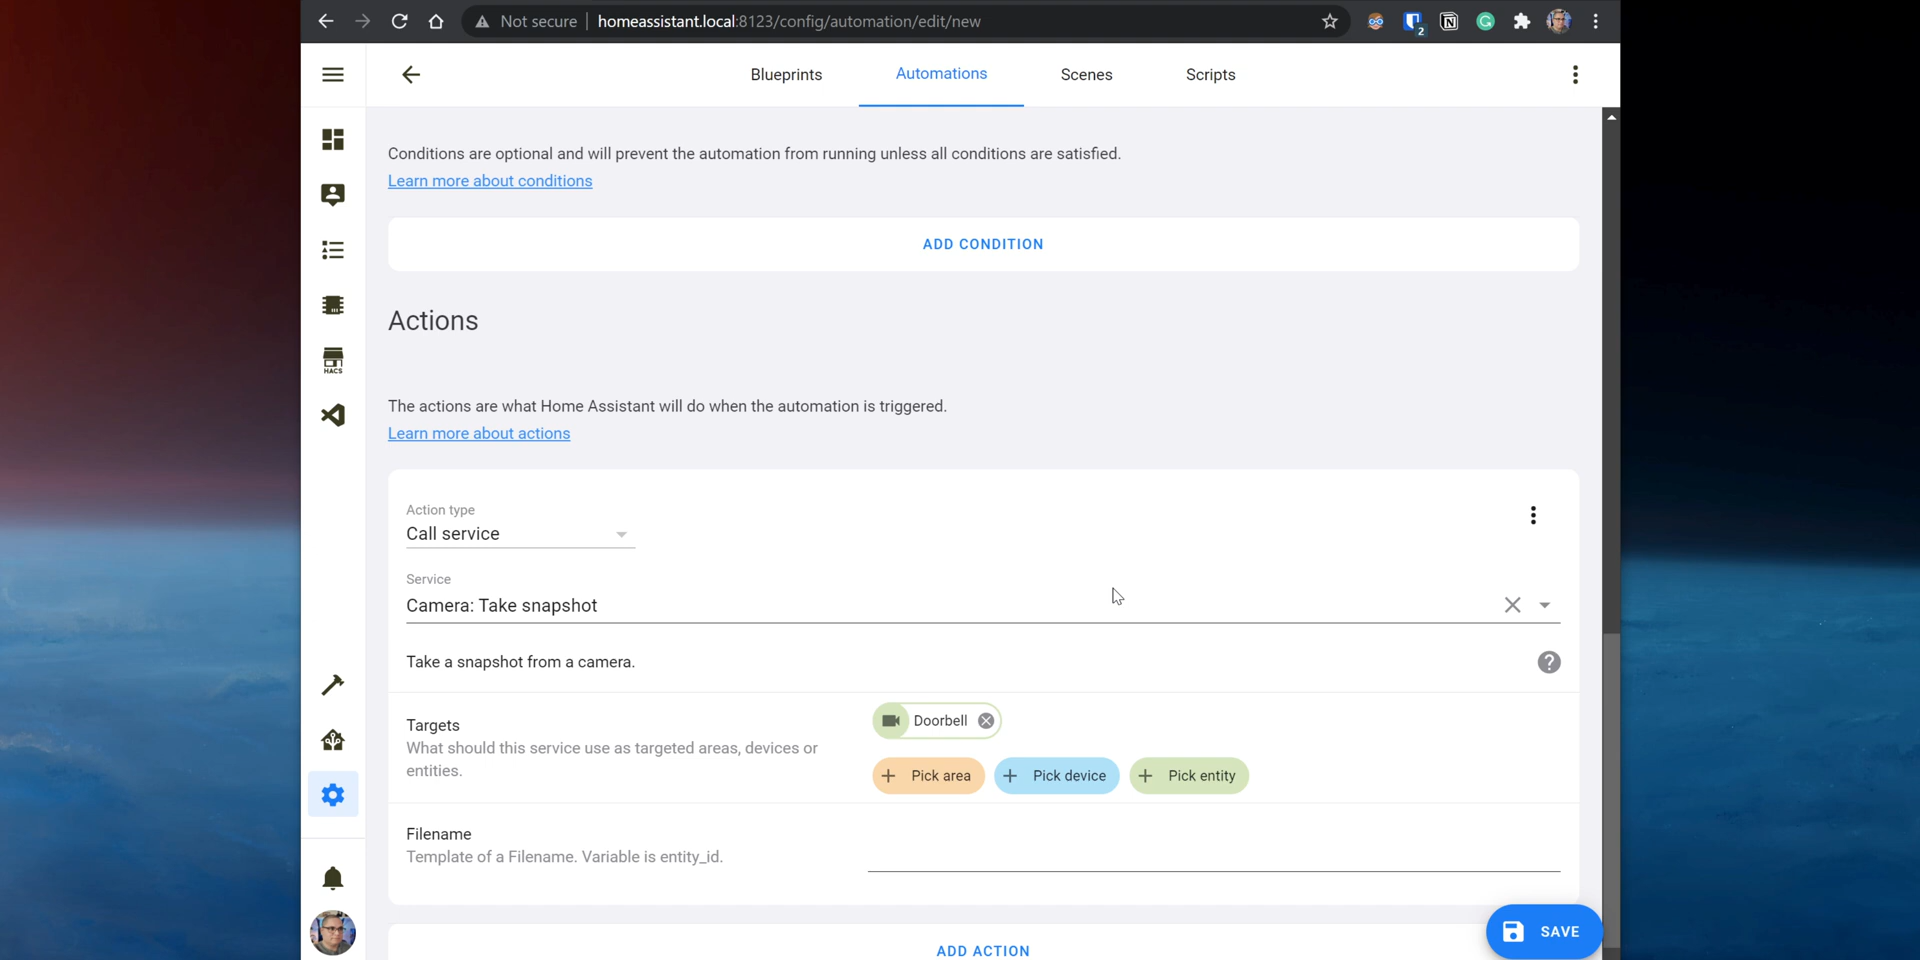 Not secure
homeassistant.local:8123/config/automation/edit/new
2
Blueprints
Automations
Scenes
Scripts
Conditions are optional and will prevent the automation from running unless all conditions are satisfied.
Learn more about conditions
ADD CONDITION
Actions
HACS
The actions are what Home Assistant will do when the automation is triggered.
Learn more about actions
Action type
Call service
Service
Camera: Take snapshot
Take a snapshot from a camera.
Targets
What should this service use as targeted areas, devices or
entities.
Doorbell
Pick area
Pick device
Pick entity
Filename
Template of a Filename. Variable is entity_id.
SAVE
ADD ACTION